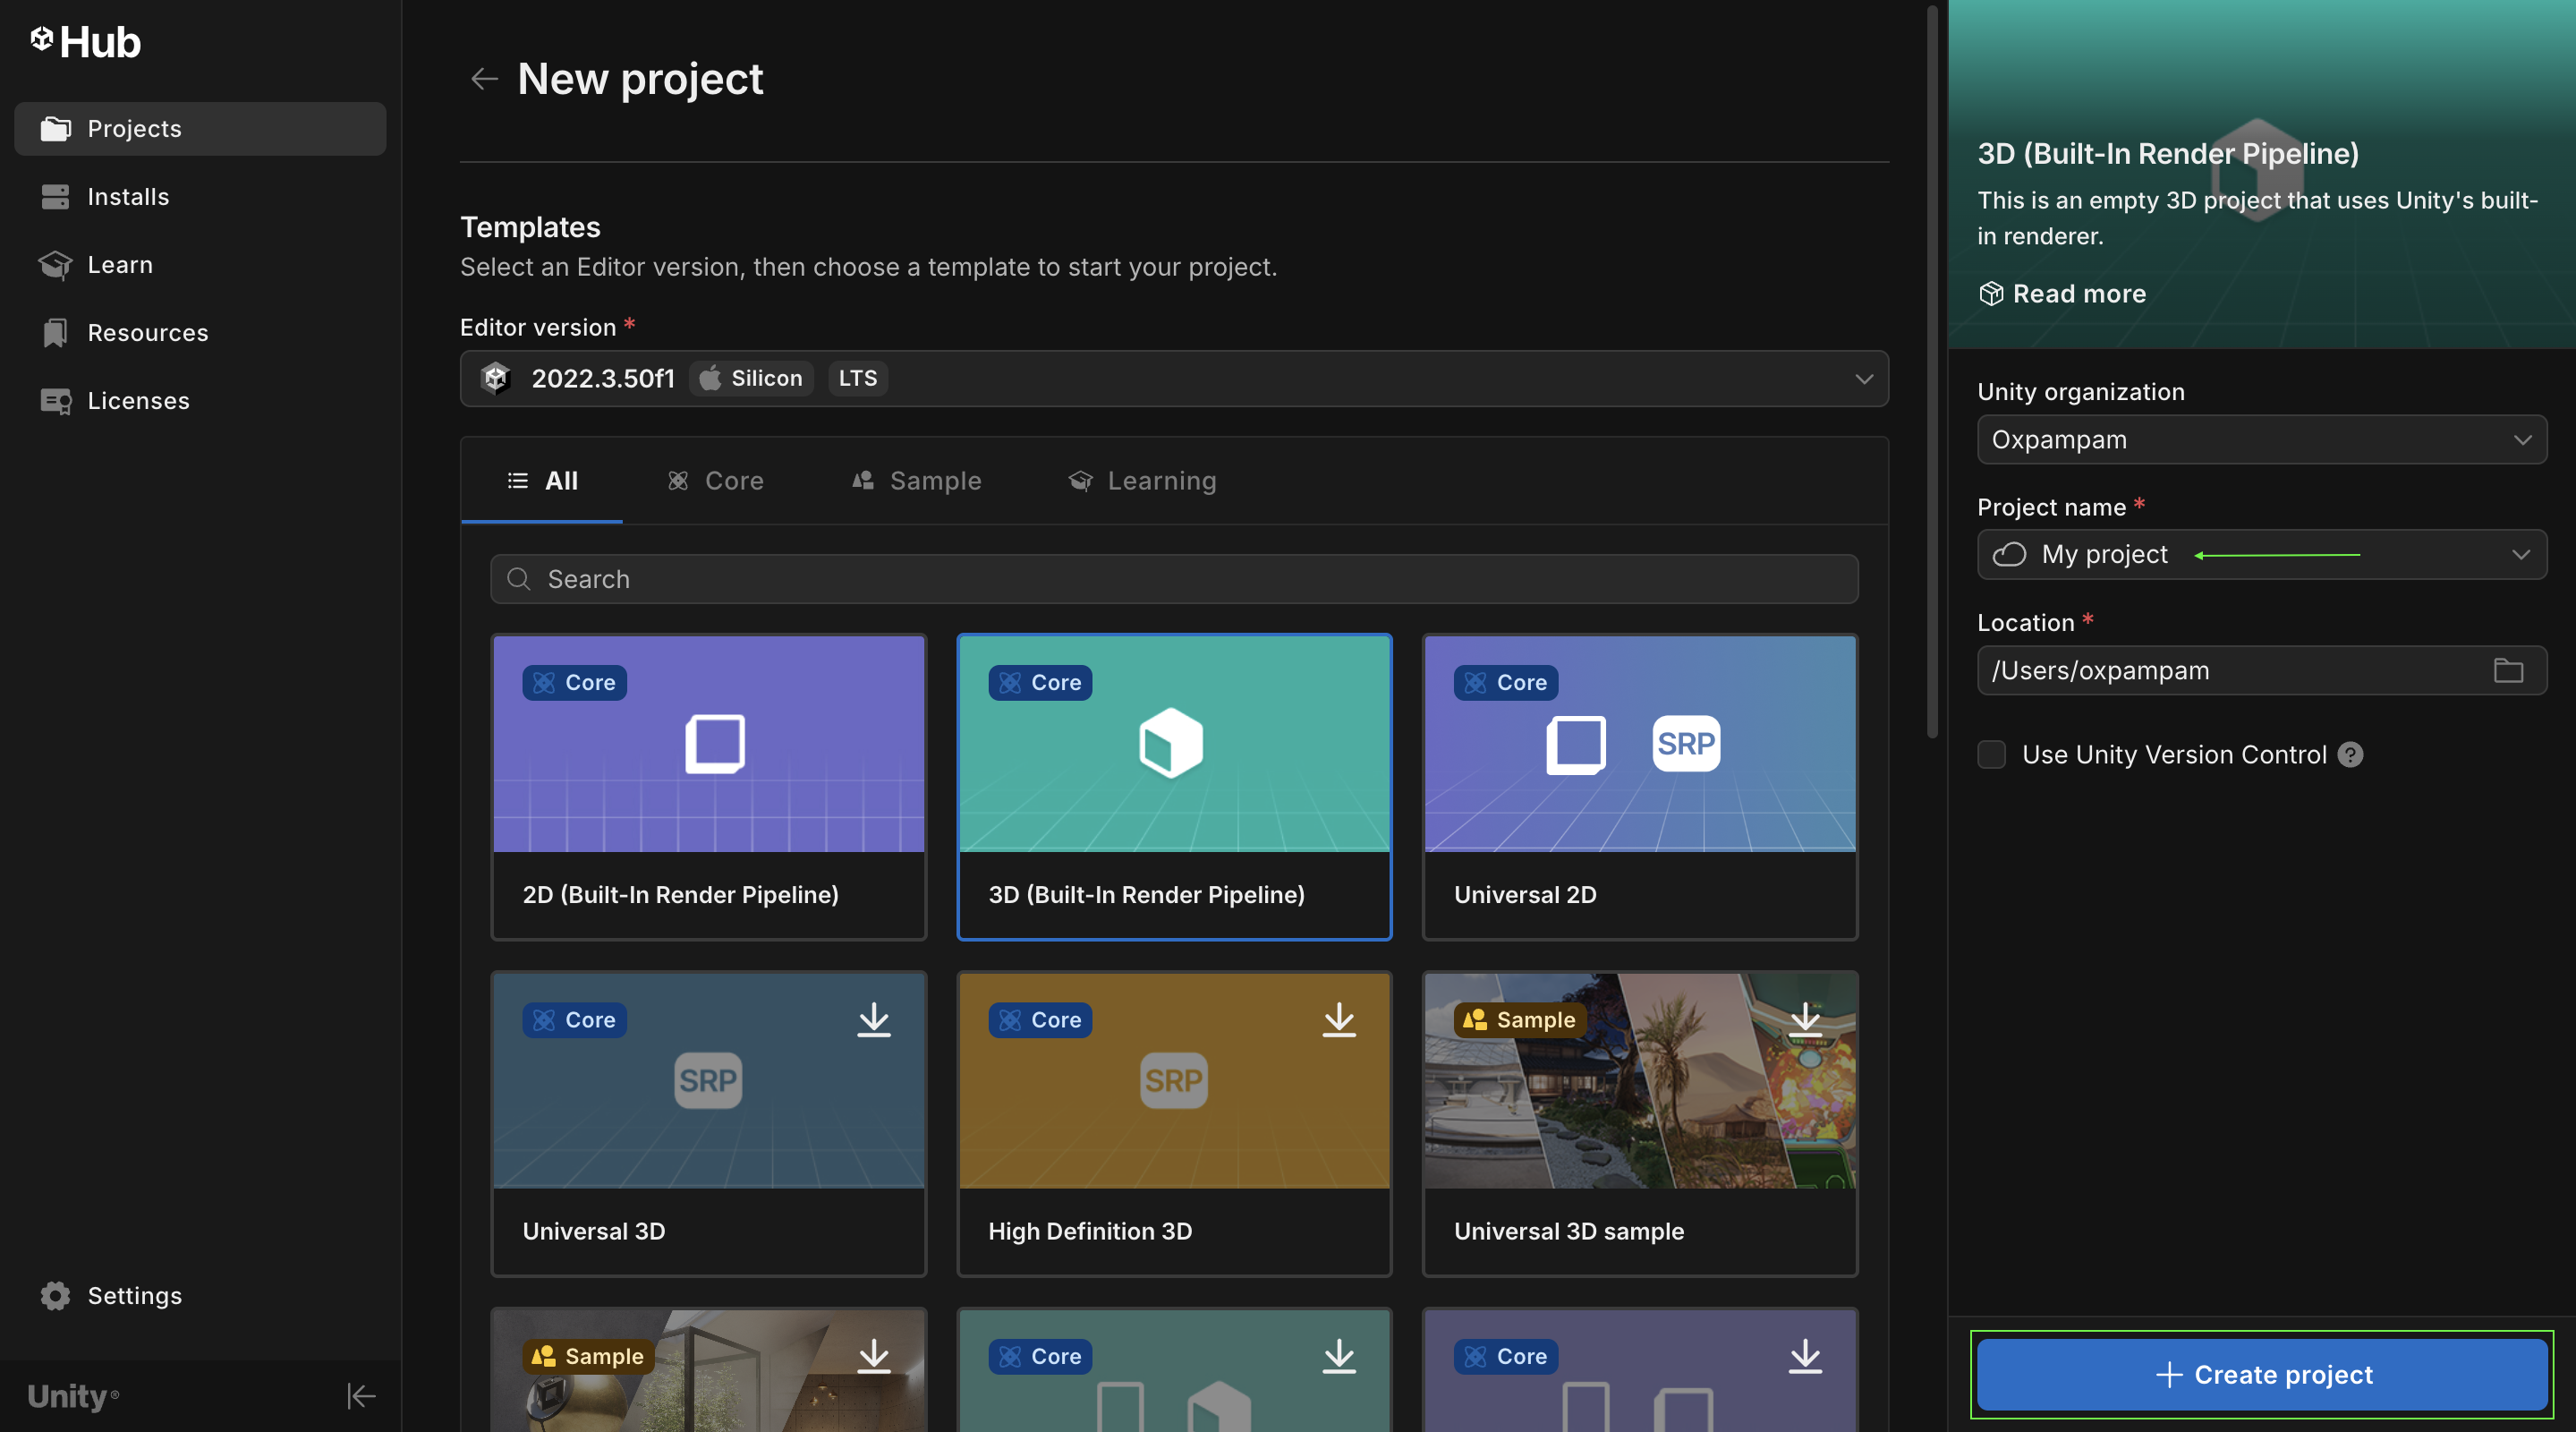 Hub
Projects
Installs
Learn
Resources
Licenses
Settings
Unity®
New project
Templates
Select an Editor version, then choose a template to start your project.
Editor version *
2022.3.50f1 Silicon LTS
All Core Sample Learning
Search
Core
2D (Built-In Render Pipeline)
Core
3D (Built-In Render Pipeline)
Core
SRP
Universal 2D
Core
SRP
Universal 3D
Core
SRP
High Definition 3D
Sample
Universal 3D sample
Sample
Core
Core
3D (Built-In Render Pipeline)
This is an empty 3D project that uses Unity's built-
in renderer.
Read more
Unity organization
Oxpampam
Project name *
My project
Location *
/Users/oxpampam
Use Unity Version Control ?
+ Create project